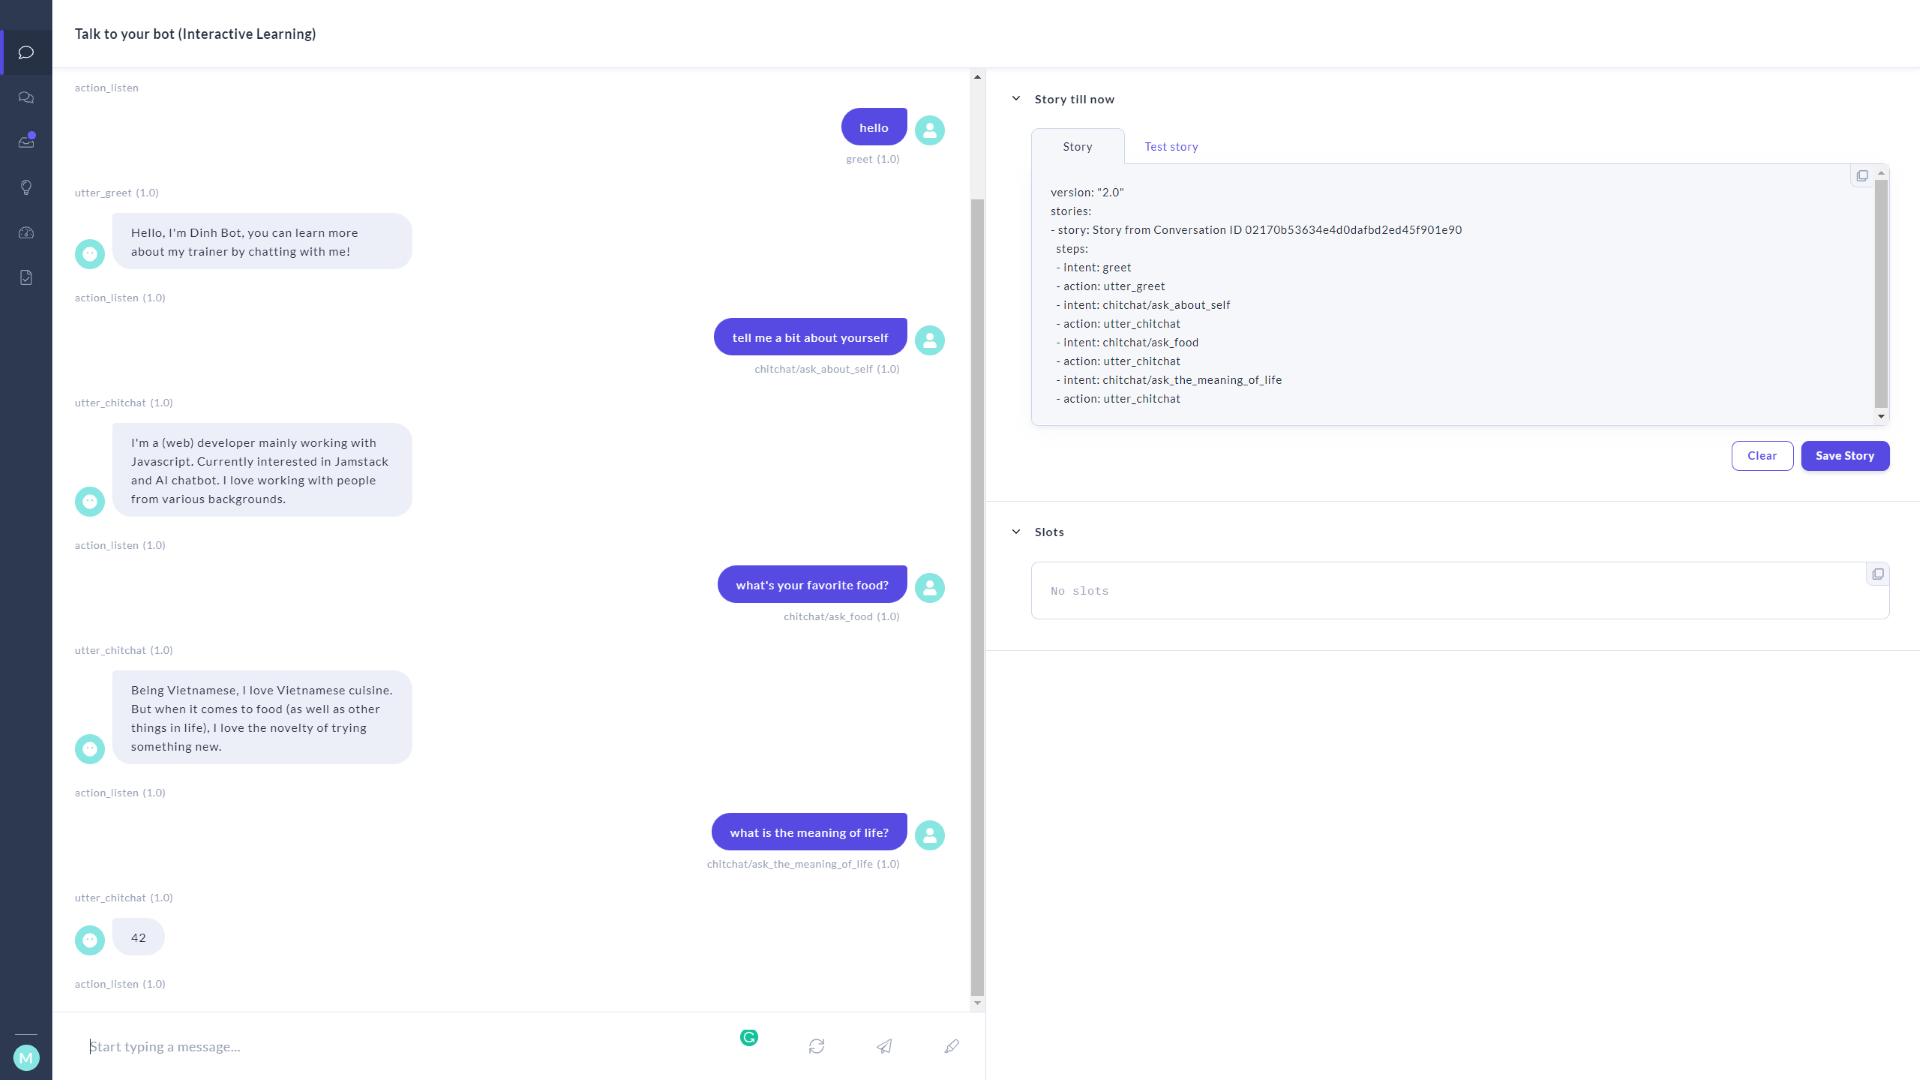 Talk to your bot (Interactive Learning)
action_listen
hello
greet (1.0)
utter_greet (1.0)
Hello, I'm Dinh Bot, you can learn more
about my trainer by chatting with me!
action_listen (1.0)
tell me a bit about yourself
chitchat/ask_about_self (1.0)
utter_chitchat (1.0)
I'm a (web) developer mainly working with
Javascript. Currently interested in Jamstack
and AI chatbot. I love working with people
from various backgrounds.
action_listen (1.0)
what's your favorite food?
chitchat/ask_food (1.0)
utter_chitchat (1.0)
Being Vietnamese, I love Vietnamese cuisine.
But when it comes to food (as well as other
things in life), I love the novelty of trying
something new.
action_listen (1.0)
what is the meaning of life?
chitchat/ask_the_meaning_of_life (1.0)
utter_chitchat (1.0)
42
action_listen (1.0)
Start typing a message...
M
Story till now
Story
Test story
version: "2.0"
stories:
- story: Story from Conversation ID 02170b53634e4d0dafbd2ed45f901e90
steps:
- intent: greet
- action: utter_greet
- intent: chitchat/ask_about_self
- action: utter_chitchat
- intent: chitchat/ask_food
- action: utter_chitchat
- intent: chitchat/ask_the_meaning_of_life
- action: utter_chitchat
Clear
Save Story
Slots
No slots